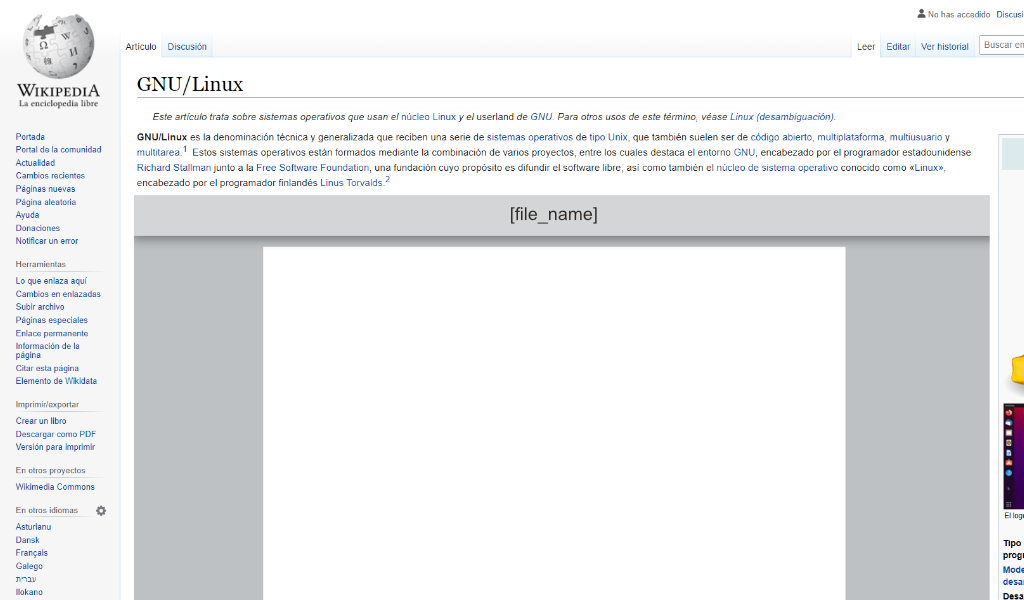 WIKIPEDIA
La enciclopedia libre
Portada
Portal de la comunidad
Actualidad
Cambios recientes
Páginas nuevas
Página aleatoria
Ayuda
Donaciones
Notificar un error
Herramientas
Lo que enlaza aquí
Cambios en enlazadas
Subir archivo
Páginas especiales
Enlace permanente
Información de la
página
Citar esta página
Elemento de Wikidata
Imprimir/exportar
Crear un libro
Descargar como PDF
Versión para imprimir
En otros proyectos
Wikimedia Commons
En otros idiomas
Asturianu
Dansk
Français
Galego
עברית
Ilokano
No has accedido Discusi
Artículo Discusión Leer Editar Ver historial Buscar en
GNU/Linux
Este artículo trata sobre sistemas operativos que usan el núcleo Linux y el userland de GNU. Para otros usos de este término, véase Linux (desambiguación).
GNU/Linux es la denominación técnica y generalizada que reciben una serie de sistemas operativos de tipo Unix, que también suelen ser de código abierto, multiplataforma, multiusuario y
multitarea.1 Estos sistemas operativos están formados mediante la combinación de varios proyectos, entre los cuales destaca el entorno GNU, encabezado por el programador estadounidense
Richard Stallman junto a la Free Software Foundation, una fundación cuyo propósito es difundir el software libre, así como también el núcleo de sistema operativo conocido como «Linux»,
encabezado por el programador finlandés Linus Torvalds.2
[file_name]
El log
Tipo
progr
Mode
desar
Desa